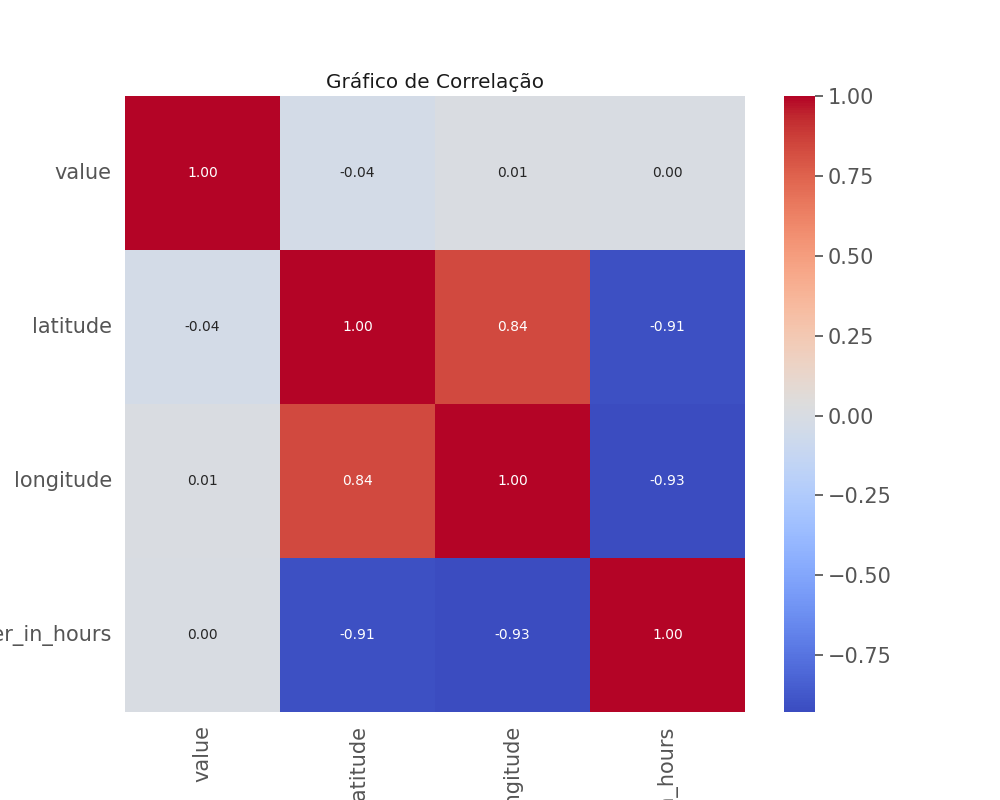 Gráfico de Correlação
value 1.00 -0.04 0.01 0.00
latitude -0.04 1.00 0.84 -0.91
longitude 0.01 0.84 1.00 -0.93
er_in_hours 0.00 -0.91 -0.93 1.00
value
atitude
ngitude
_hours
1.00
0.75
0.50
0.25
0.00
−0.25
−0.50
−0.75